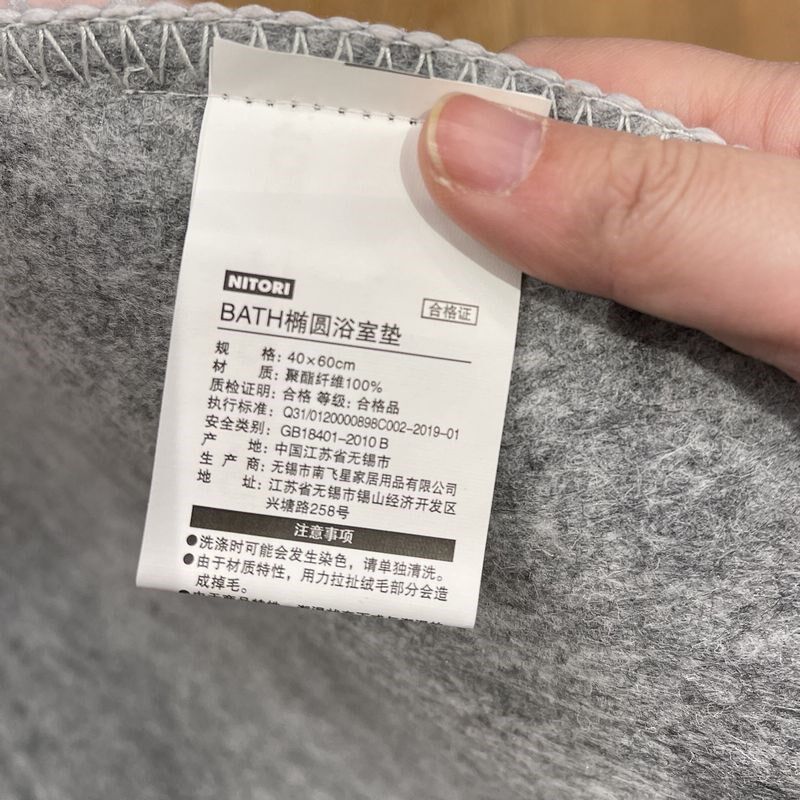 NITORI
合格证
BATH椭圆浴室垫
规 格: 40×60cm
材 质: 聚酯纤维100%
质检证明: 合格 等级: 合格品
执行标准: Q31/0120000898C002-2019-01
安全类别: GB18401-2010 B
产 地: 中国江苏省无锡市
生 产 商: 无锡市南飞星家居用品有限公司
地 址: 江苏省无锡市锡山经济开发区
兴塘路258号
注意事项
●洗涤时可能会发生染色，请单独清洗。
●由于材质特性，用力拉扯绒毛部分会造
成掉毛。
●由于产品特性，